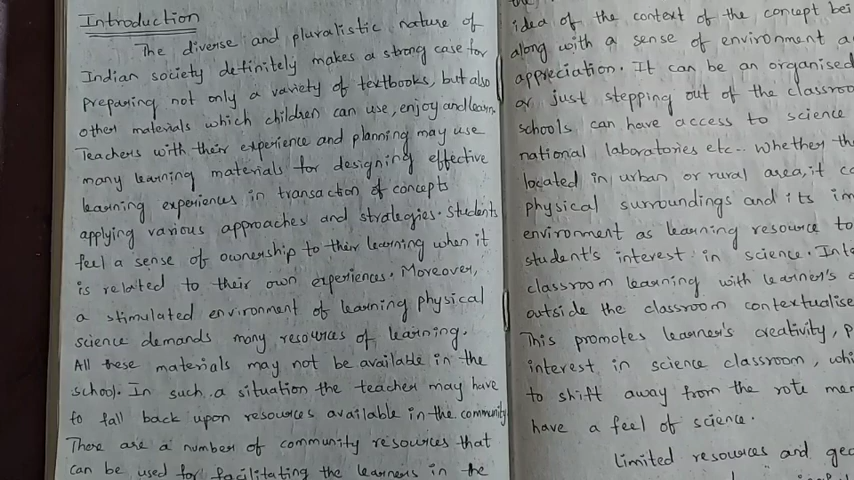 Introduction
The diverse and pluralistic nature of
Indian society definitely makes a strong case for
preparing not only a variety of textbooks, but also
other materials which children can use, enjoy and learn.
Teachers with their experience and planning may use
many learning materials for designing effective
learning experiences in transaction of concepts
applying various approaches and strategies. Students
feel a sense of ownership to their learning when it
is related to their own experiences. Moreover,
a stimulated environment of learning physical
science demands many resources of learning.
All these materials may not be available in the
school. In such a situation the teacher may have
to fall back upon resources available in the community
There are a number of community resources that
can be used for facilitating the learners in the
idea of the context of the concept bei
along with a sense of environment a
appreciation. It can be an organised
or just stepping out of the classroo
schools can have access to science
national laboratories etc.. Whether the
located in urban or rural area, it co
physical surroundings and its im
environment as learning resource to
student's interest in science. Inte
classroom learning with learner's
outside the classroom contextualise
This promotes learner's creativity, p
interest in science classroom, whi
to shift away from the rote mem
have a feel of science.
Limited resources and geo